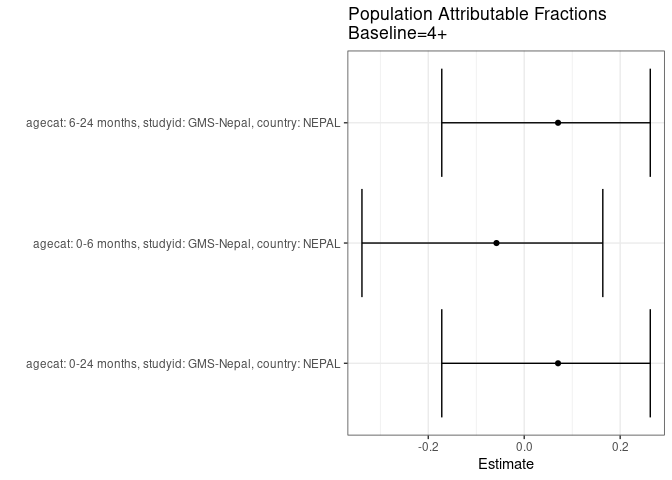 Population Attributable Fractions
Baseline=4+
agecat: 6-24 months, studyid: GMS-Nepal, country: NEPAL
agecat: 0-6 months, studyid: GMS-Nepal, country: NEPAL
agecat: 0-24 months, studyid: GMS-Nepal, country: NEPAL
-0.2 0.0 0.2
Estimate